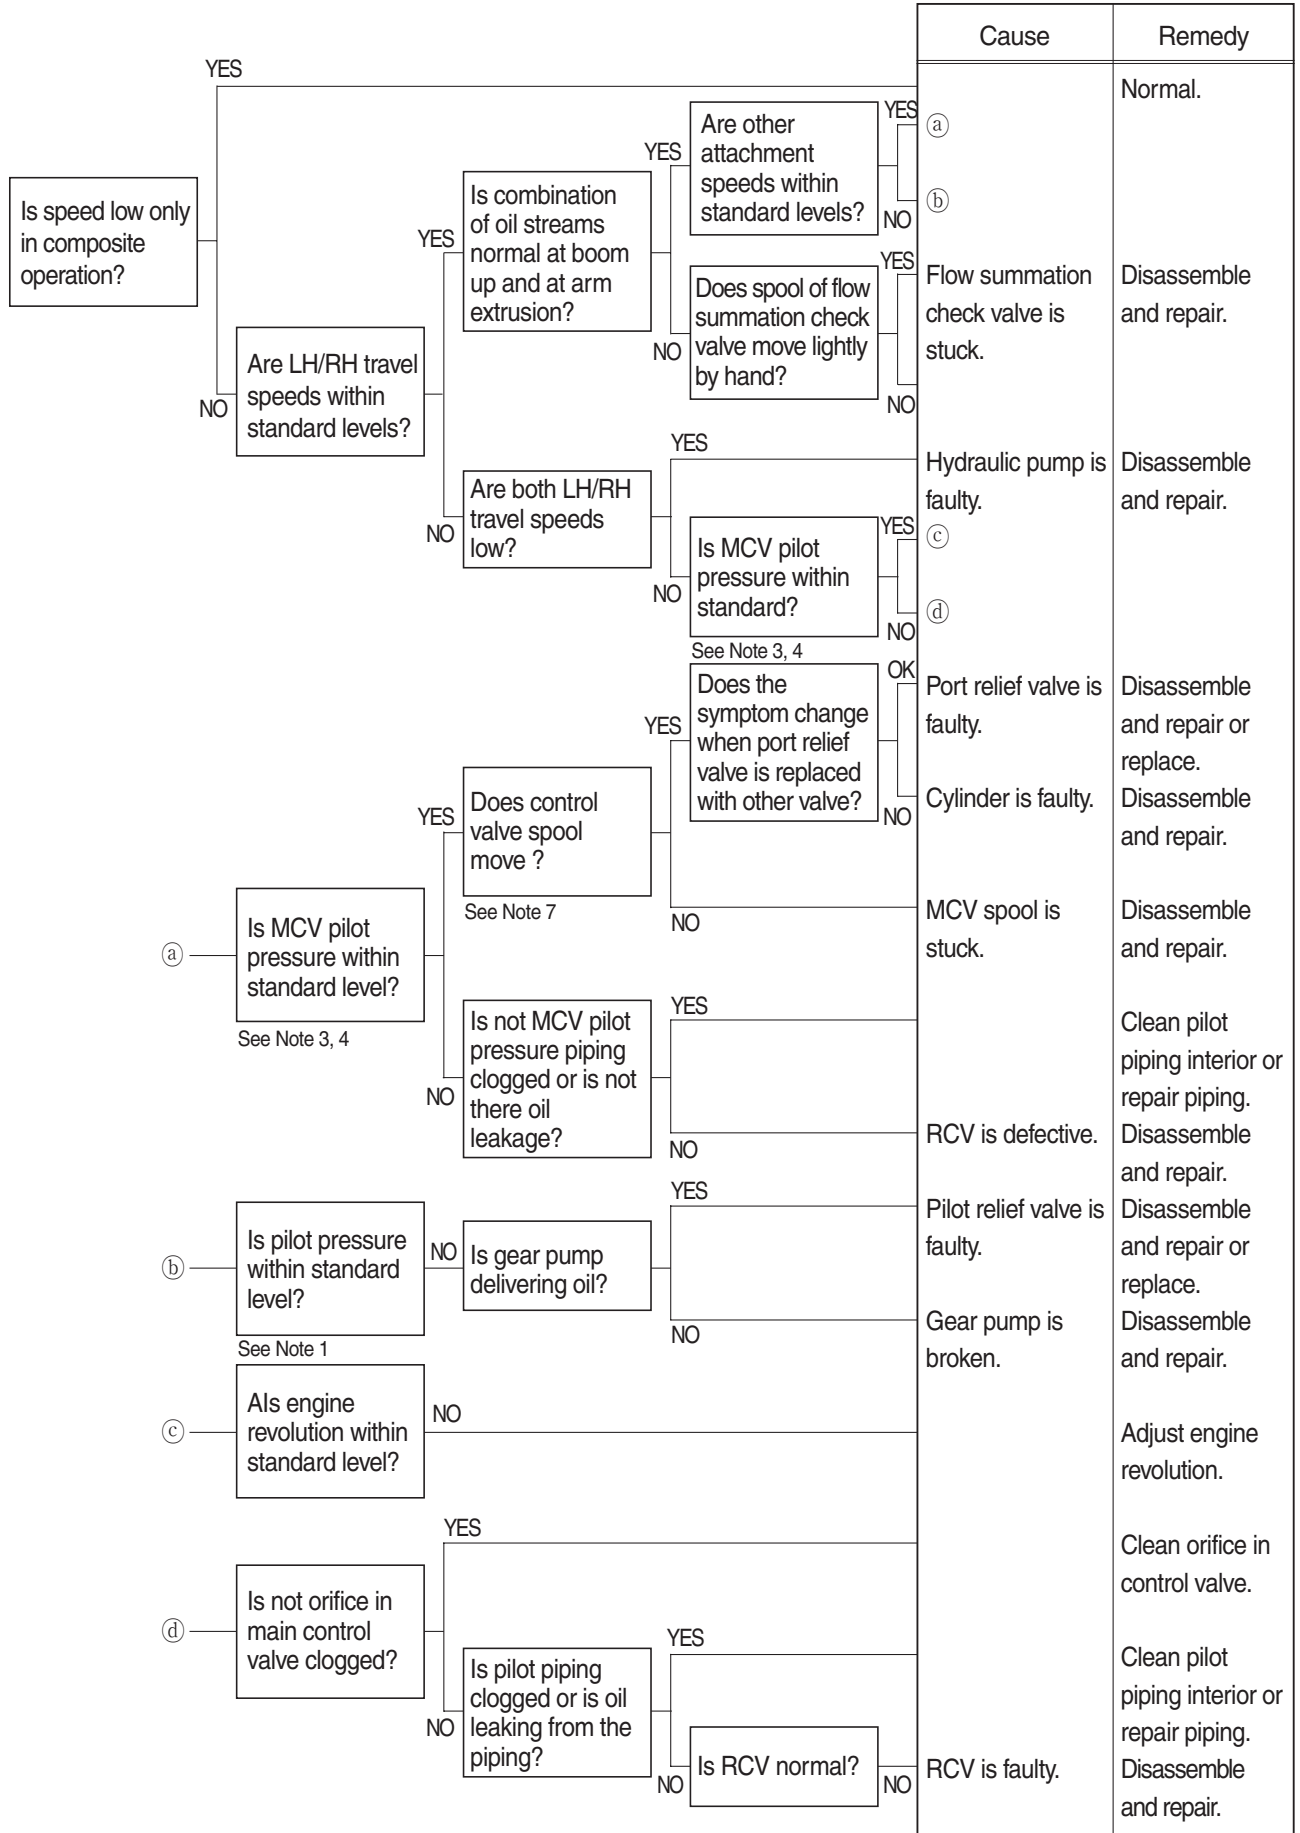 Cause
Remedy
YES
Normal.
Are other
attachment
speeds within
standard levels?
YES
ⓐ
NO
ⓑ
YES
Is speed low only
in composite
operation?
Is combination
of oil streams
normal at boom
up and at arm
extrusion?
YES
Does spool of flow
summation check
valve move lightly
by hand?
YES
NO
NO
Flow summation
check valve is
stuck.
Disassemble
and repair.
NO
Are LH/RH travel
speeds within
standard levels?
YES
Hydraulic pump is
faulty.
Disassemble
and repair.
Are both LH/RH
travel speeds
low?
NO
Is MCV pilot
pressure within
standard?
YES
ⓒ
NO
ⓓ
NO
See Note 3, 4
Does the
symptom change
when port relief
valve is replaced
with other valve?
OK
Port relief valve is
faulty.
Disassemble
and repair or
replace.
YES
NO
Cylinder is faulty.
Disassemble
and repair.
YES
Does control
valve spool
move ?
See Note 7
NO
MCV spool is
stuck.
Disassemble
and repair.
ⓐ
Is MCV pilot
pressure within
standard level?
See Note 3, 4
NO
Is not MCV pilot
pressure piping
clogged or is not
there oil
leakage?
YES
Clean pilot
piping interior or
repair piping.
NO
RCV is defective.
Disassemble
and repair.
ⓑ
Is pilot pressure
within standard
level?
See Note 1
NO
Is gear pump
delivering oil?
YES
Pilot relief valve is
faulty.
Disassemble
and repair or
replace.
NO
Gear pump is
broken.
Disassemble
and repair.
ⓒ
AIs engine
revolution within
standard level?
NO
Adjust engine
revolution.
ⓓ
Is not orifice in
main control
valve clogged?
YES
Clean orifice in
control valve.
NO
Is pilot piping
clogged or is oil
leaking from the
piping?
YES
Clean pilot
piping interior or
repair piping.
NO
Is RCV normal?
NO
RCV is faulty.
Disassemble
and repair.